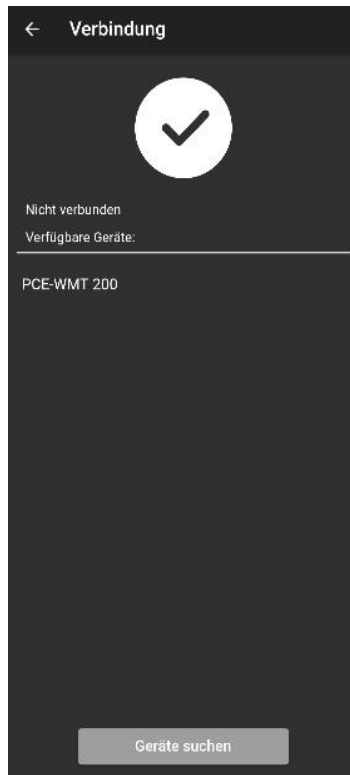 Verbindung
Nicht verbunden
Verfügbare Geräte:
PCE-WMT 200
Geräte suchen